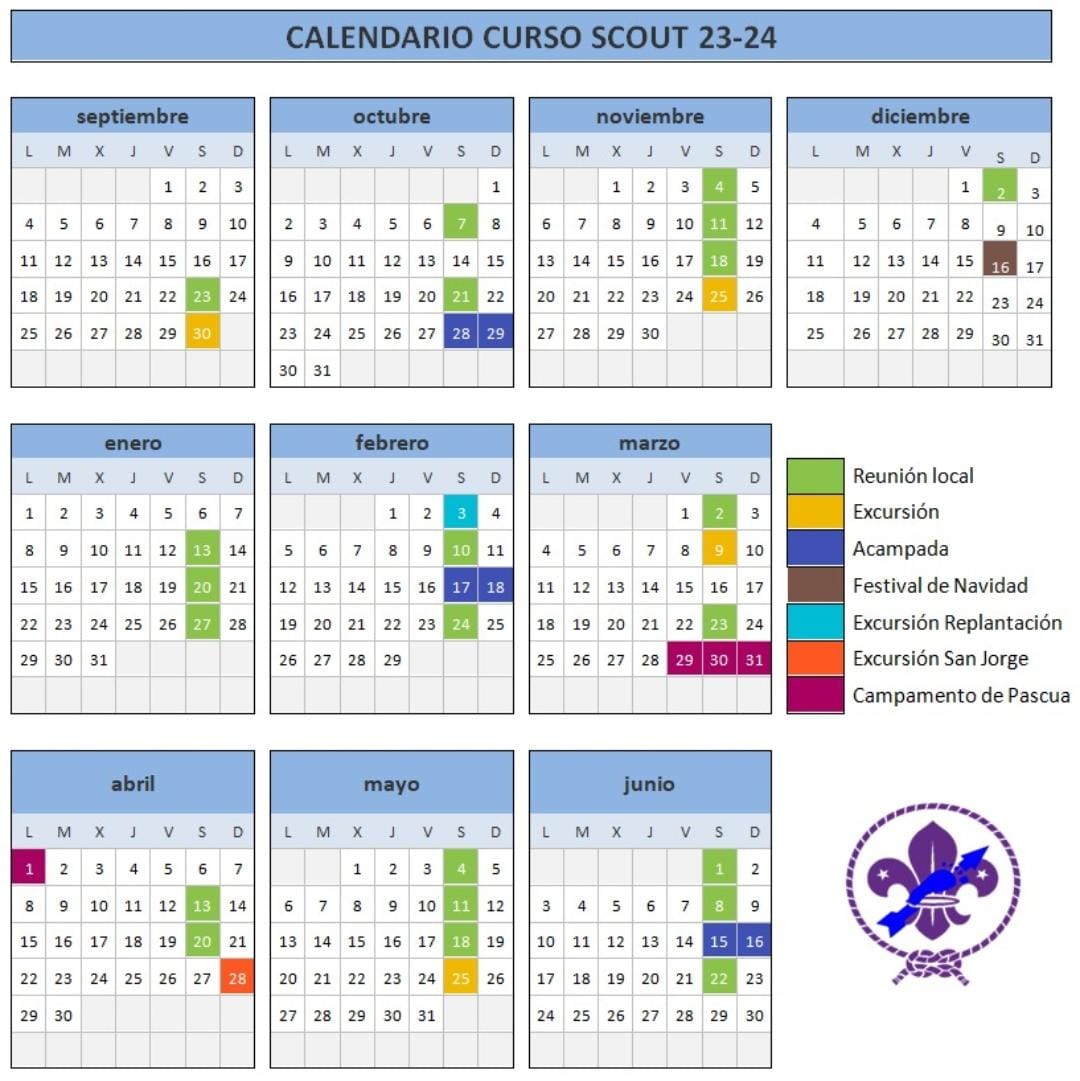 CALENDARIO CURSO SCOUT 23-24
septiembre
L M X J V S D
1 2 3
4 5 6 7 8 9 10
11 12 13 14 15 16 17
18 19 20 21 22 23 24
25 26 27 28 29 30
octubre
L M X J V S D
1
2 3 4 5 6 7 8
9 10 11 12 13 14 15
16 17 18 19 20 21 22
23 24 25 26 27 28 29
30 31
noviembre
L M X J V S D
1 2 3 4 5
6 7 8 9 10 11 12
13 14 15 16 17 18 19
20 21 22 23 24 25 26
27 28 29 30
diciembre
L M X J V S D
1 2 3
4 5 6 7 8 9 10
11 12 13 14 15 16 17
18 19 20 21 22 23 24
25 26 27 28 29 30 31
enero
L M X J V S D
1 2 3 4 5 6 7
8 9 10 11 12 13 14
15 16 17 18 19 20 21
22 23 24 25 26 27 28
29 30 31
febrero
L M X J V S D
1 2 3 4
5 6 7 8 9 10 11
12 13 14 15 16 17 18
19 20 21 22 23 24 25
26 27 28 29
marzo
L M X J V S D
1 2 3
4 5 6 7 8 9 10
11 12 13 14 15 16 17
18 19 20 21 22 23 24
25 26 27 28 29 30 31
Reunión local
Excursión
Acampada
Festival de Navidad
Excursión Replantación
Excursión San Jorge
Campamento de Pascua
abril
L M X J V S D
1 2 3 4 5 6 7
8 9 10 11 12 13 14
15 16 17 18 19 20 21
22 23 24 25 26 27 28
29 30
mayo
L M X J V S D
1 2 3 4 5
6 7 8 9 10 11 12
13 14 15 16 17 18 19
20 21 22 23 24 25 26
27 28 29 30 31
junio
L M X J V S D
1 2
3 4 5 6 7 8 9
10 11 12 13 14 15 16
17 18 19 20 21 22 23
24 25 26 27 28 29 30